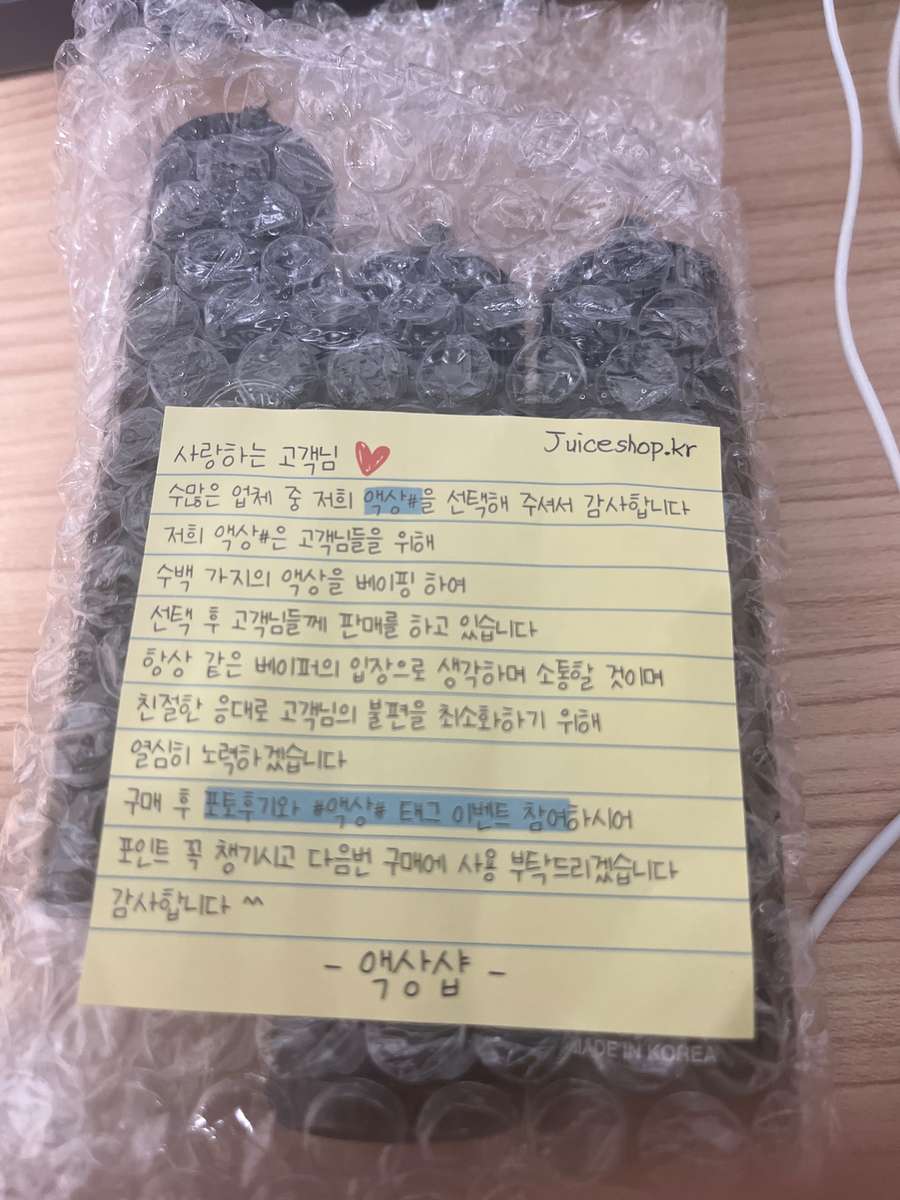 사랑하는 고객님
Juiceshop.kr
수많은 업체 중 저희 액상#을 선택해 주셔서 감사합니다
저희 액상#은 고객님들을 위해
수백 가지의 액상을 베이핑 하여
선택 후 고객님들께 판매를 하고 있습니다
항상 같은 베이퍼의 입장으로 생각하며 소통할 것이며
친절한 응대로 고객님의 불편을 최소화하기 위해
열심히 노력하겠습니다
구매 후 포토후기와 #액상# 태그 이벤트 참여하시어
포인트 꼭 챙기시고 다음번 구매에 사용 부탁드리겠습니다
감사합니다 ^^
- 액상샵 -
MADE IN KOREA